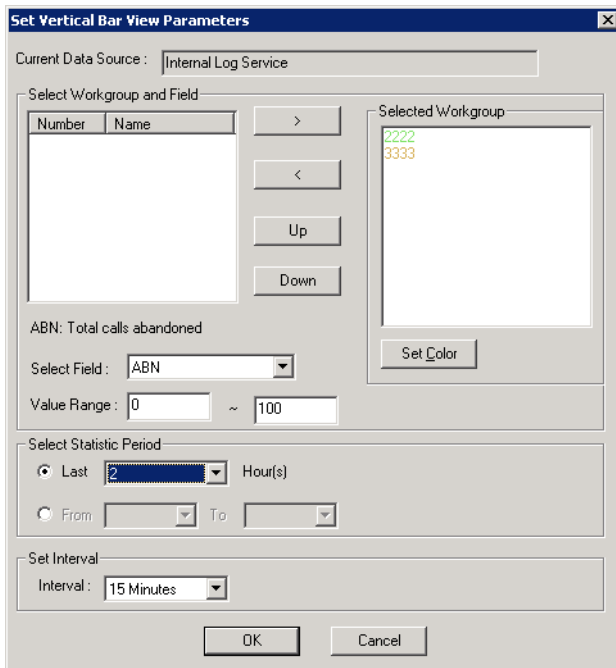 Set Vertical Bar View Parameters
Current Data Source : Internal Log Service
Select Workgroup and Field
Number Name
>
<
Up
Down
Selected Workgroup
2222
3333
Set Color
ABN: Total calls abandoned
Select Field : ABN
Value Range : 0 ~ 100
Select Statistic Period
Last 2 Hour(s)
From To
Set Interval
Interval : 15 Minutes
OK Cancel